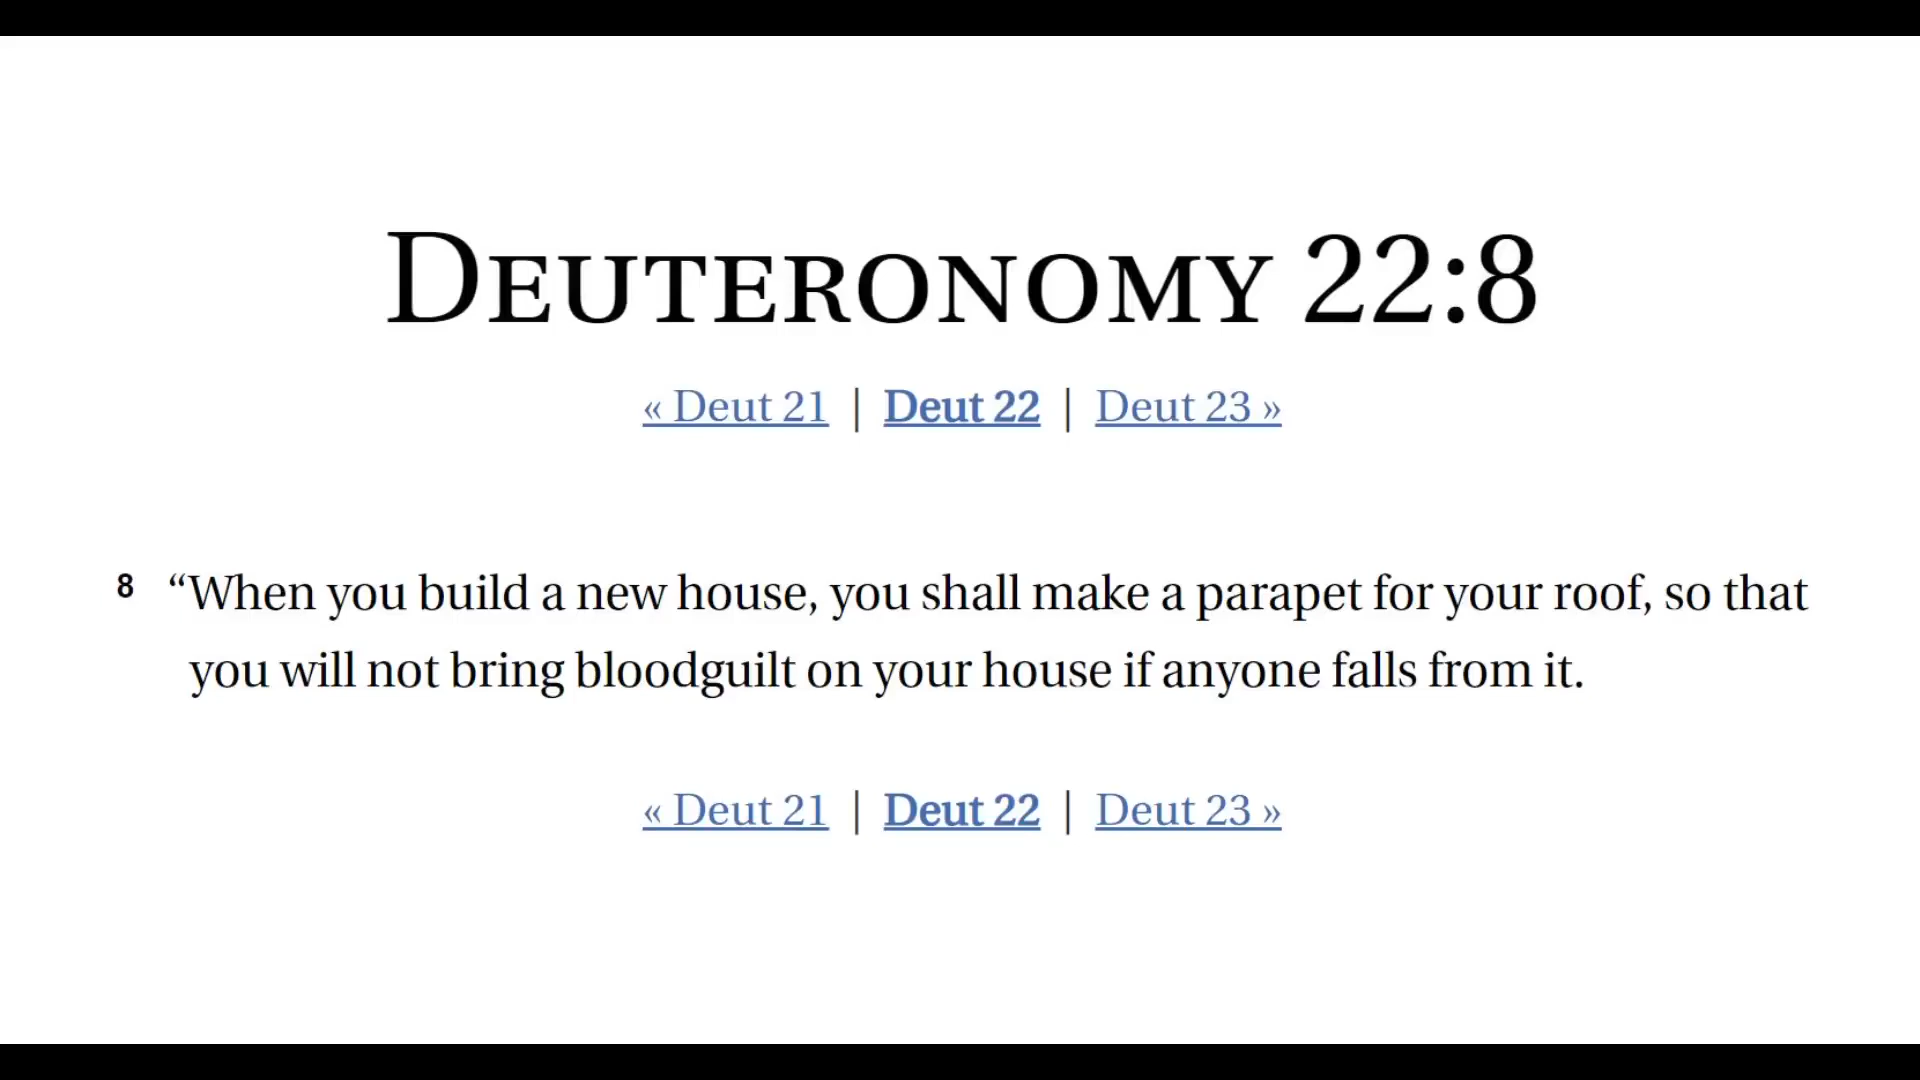 DEUTERONOMY 22:8
« Deut 21 | Deut 22 | Deut 23 »
8 “When you build a new house, you shall make a parapet for your roof, so that
you will not bring bloodguilt on your house if anyone falls from it.
« Deut 21 | Deut 22 | Deut 23 »